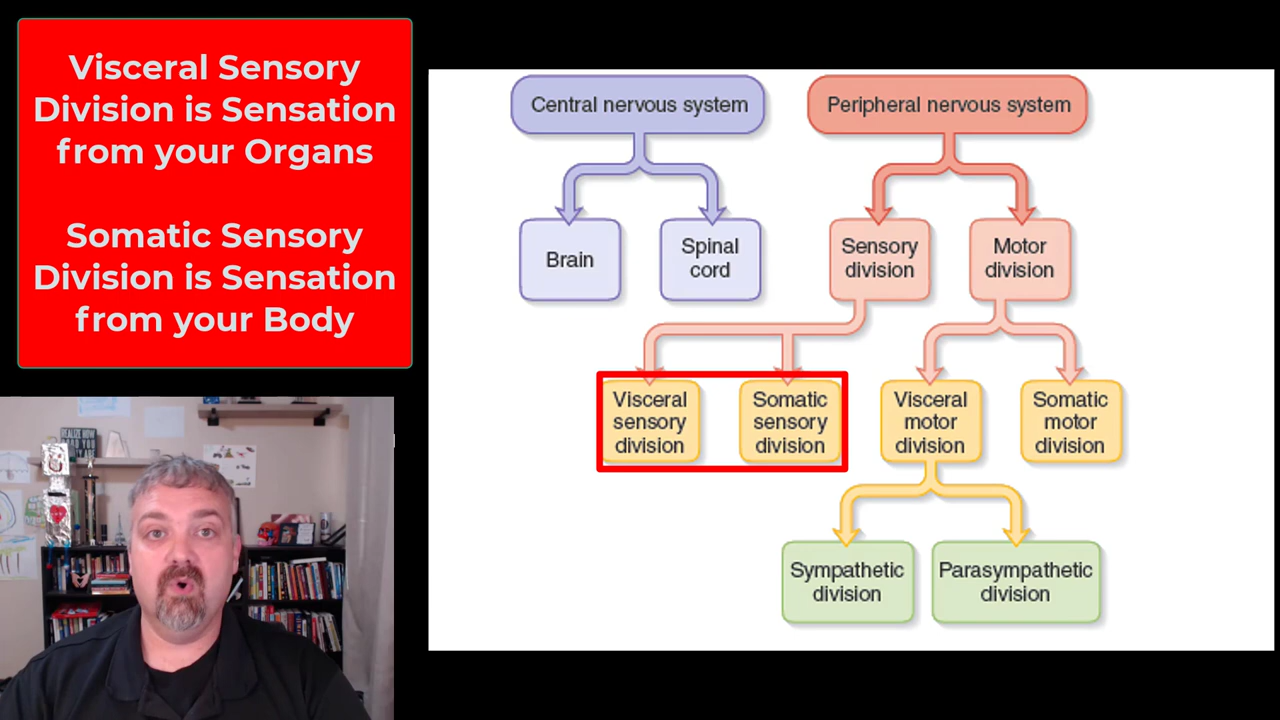 Visceral Sensory
Division is Sensation
from your Organs
Somatic Sensory
Division is Sensation
from your Body
Central nervous system
Peripheral nervous system
Brain
Spinal
cord
Sensory
division
Motor
division
Visceral
sensory
division
Somatic
sensory
division
Visceral
motor
division
Somatic
motor
division
Sympathetic
division
Parasympathetic
division
REALIZE HOW